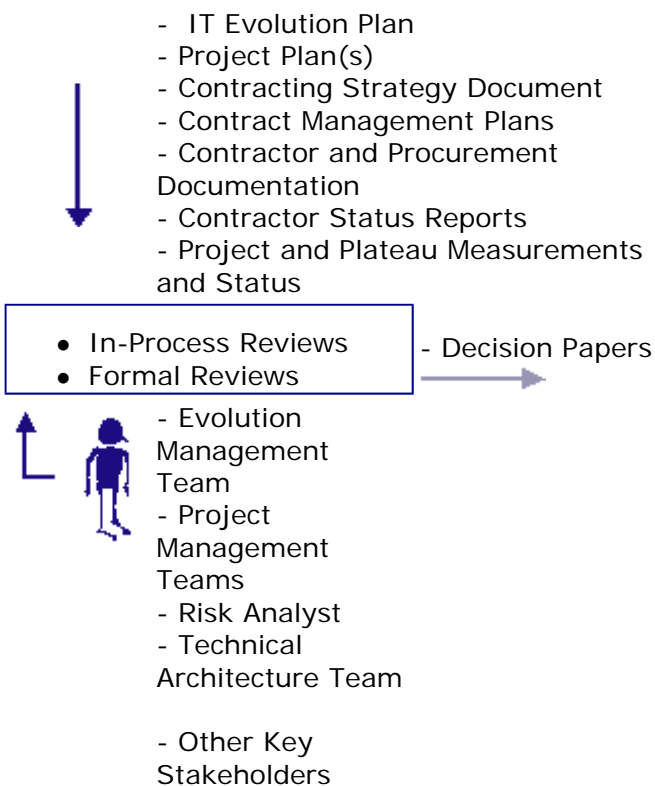 - IT Evolution Plan
- Project Plan(s)
- Contracting Strategy Document
- Contract Management Plans
- Contractor and Procurement
Documentation
- Contractor Status Reports
- Project and Plateau Measurements
and Status
• In-Process Reviews
• Formal Reviews
- Decision Papers
- Evolution
Management
Team
- Project
Management
Teams
- Risk Analyst
- Technical
Architecture Team
- Other Key
Stakeholders